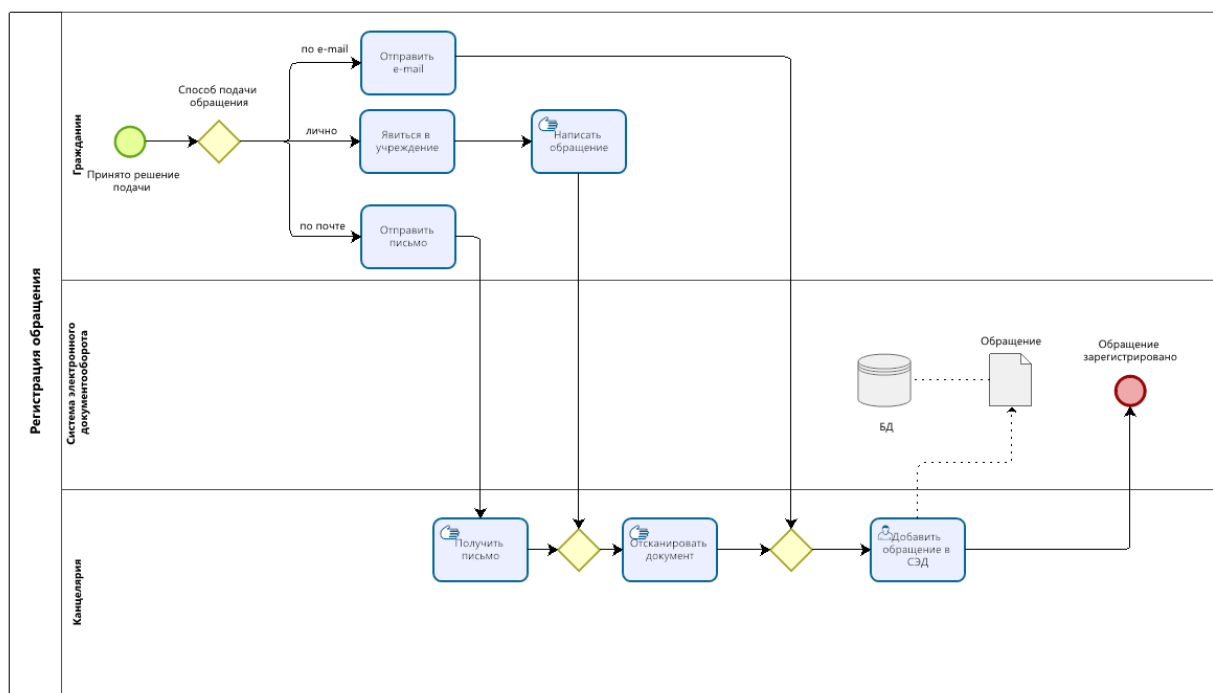 Регистрация обращения
Гражданин
Принято решение
подачи
Способ подачи
обращения
по e-mail
Отправить
e-mail
лично
Явиться в
учреждение
Написать
обращение
по почте
Отправить
письмо
Система электронного
документооборота
БД
Обращение
Обращение
зарегистрировано
Канцелярия
Получить
письмо
Отсканировать
документ
Добавить
обращение в
СЭД